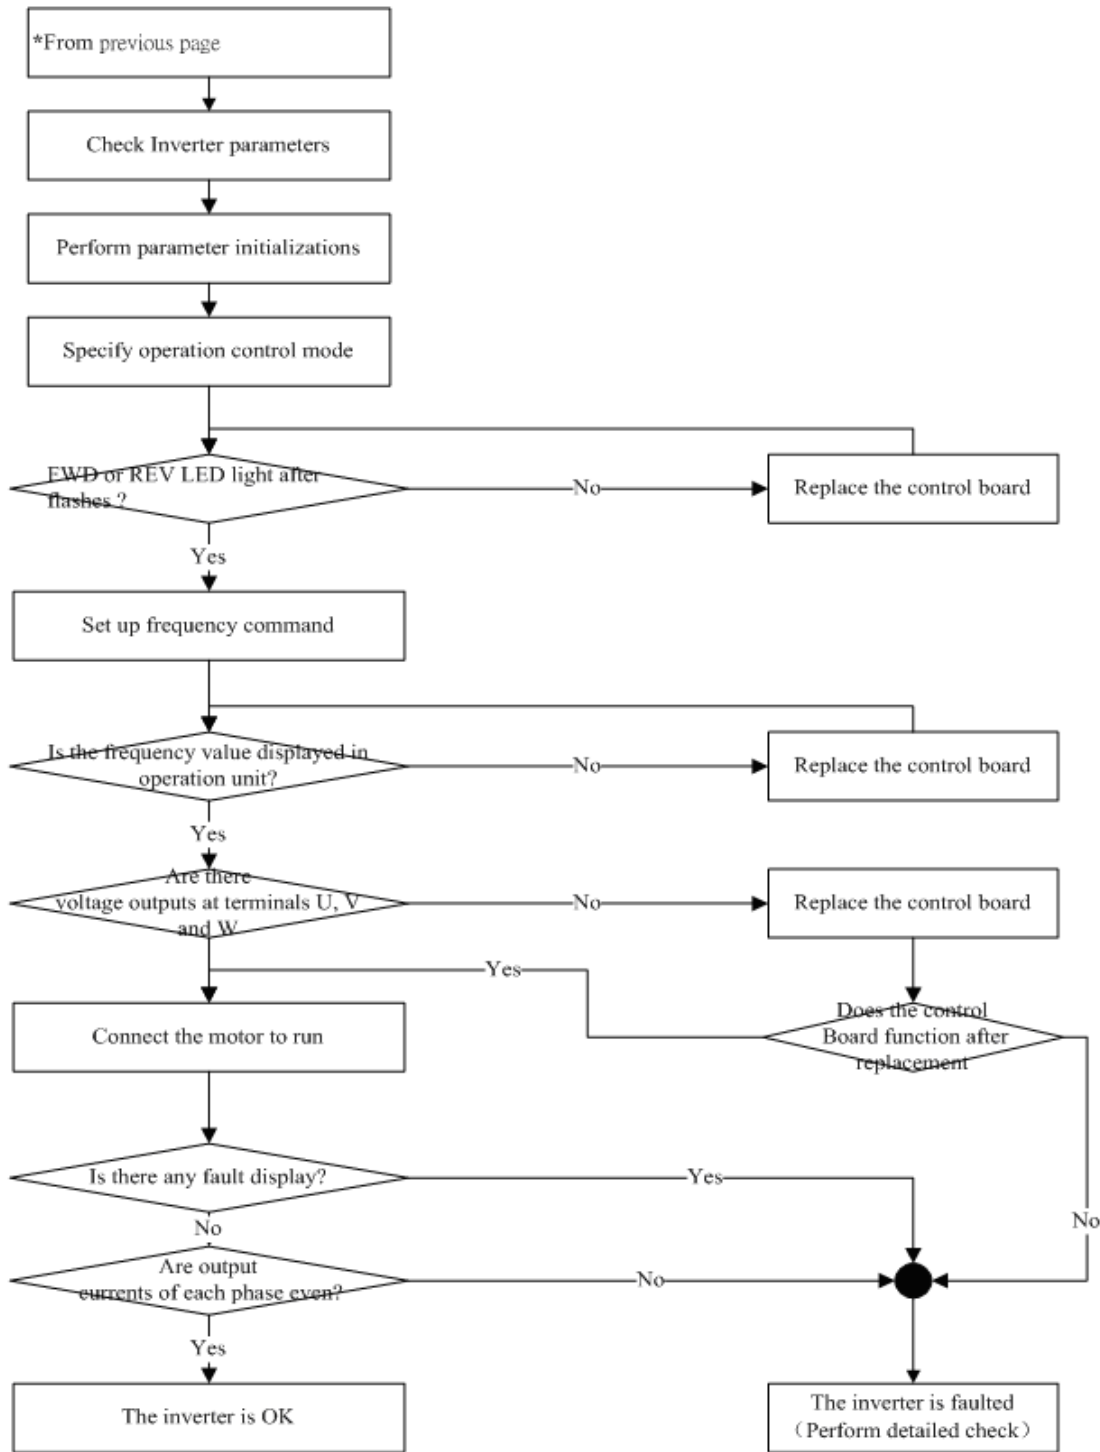 *From previous page
Check Inverter parameters
Perform parameter initializations
Specify operation control mode
FWD or REV LED light after
flashes ?
No
Replace the control board
Yes
Set up frequency command
Is the frequency value displayed in
operation unit?
No
Replace the control board
Yes
Are there
voltage outputs at terminals U, V
and W
No
Replace the control board
Yes
Does the control
Board function after
replacement
Connect the motor to run
Is there any fault display?
Yes
No
No
Are output
currents of each phase even?
No
Yes
The inverter is OK
The inverter is faulted
(Perform detailed check)